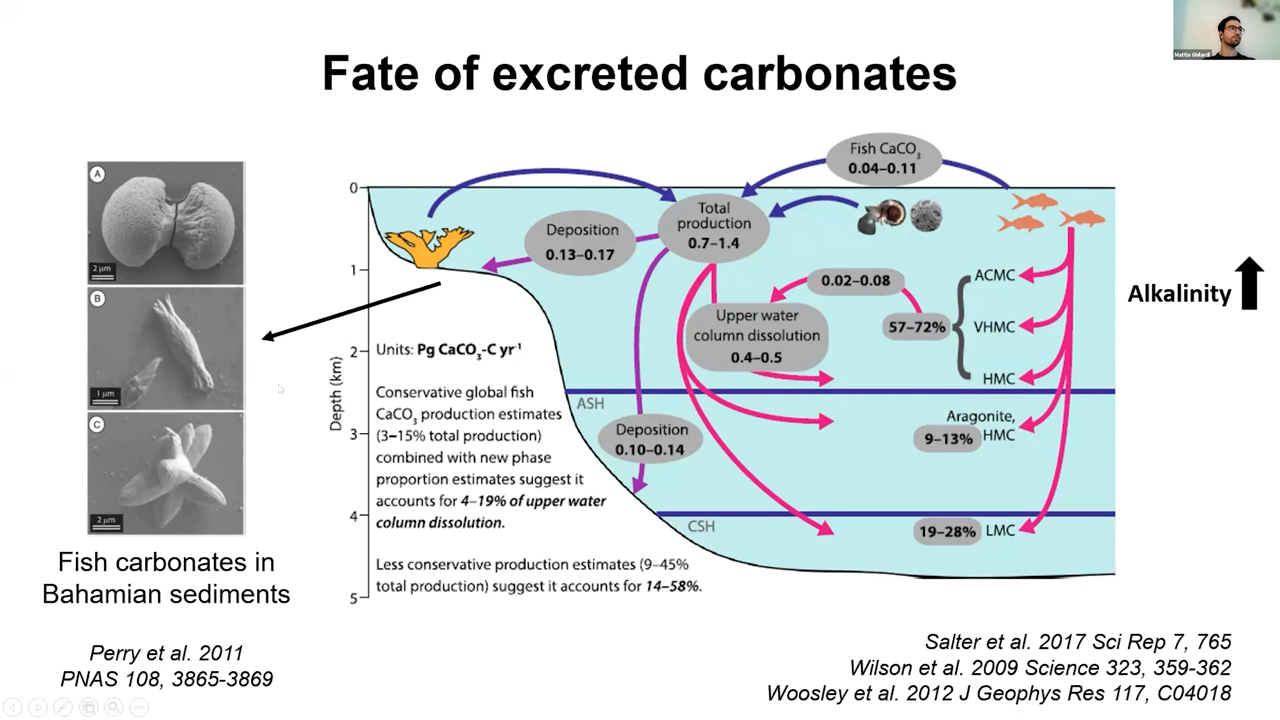 Mattia Ghilardi
Fate of excreted carbonates
A
2 μm
B
1 μm
C
2 μm
Fish carbonates in
Bahamian sediments
Perry et al. 2011
PNAS 108, 3865-3869
Depth (km)
0
1
2
3
4
5
Fish CaCO₃
0.04–0.11
Total
production
0.7–1.4
Deposition
0.13–0.17
0.02–0.08
Upper water
column dissolution
0.4–0.5
57–72%
ACMC
VHMC
HMC
Alkalinity
Units: Pg CaCO₃-C yr⁻¹
Conservative global fish
CaCO₃ production estimates
(3–15% total production)
combined with new phase
proportion estimates suggest it
accounts for 4–19% of upper water
column dissolution.
Less conservative production estimates (9–45%
total production) suggest it accounts for 14–58%.
ASH
Deposition
0.10–0.14
Aragonite,
HMC
9–13%
CSH
19–28%
LMC
Salter et al. 2017 Sci Rep 7, 765
Wilson et al. 2009 Science 323, 359-362
Woosley et al. 2012 J Geophys Res 117, C04018